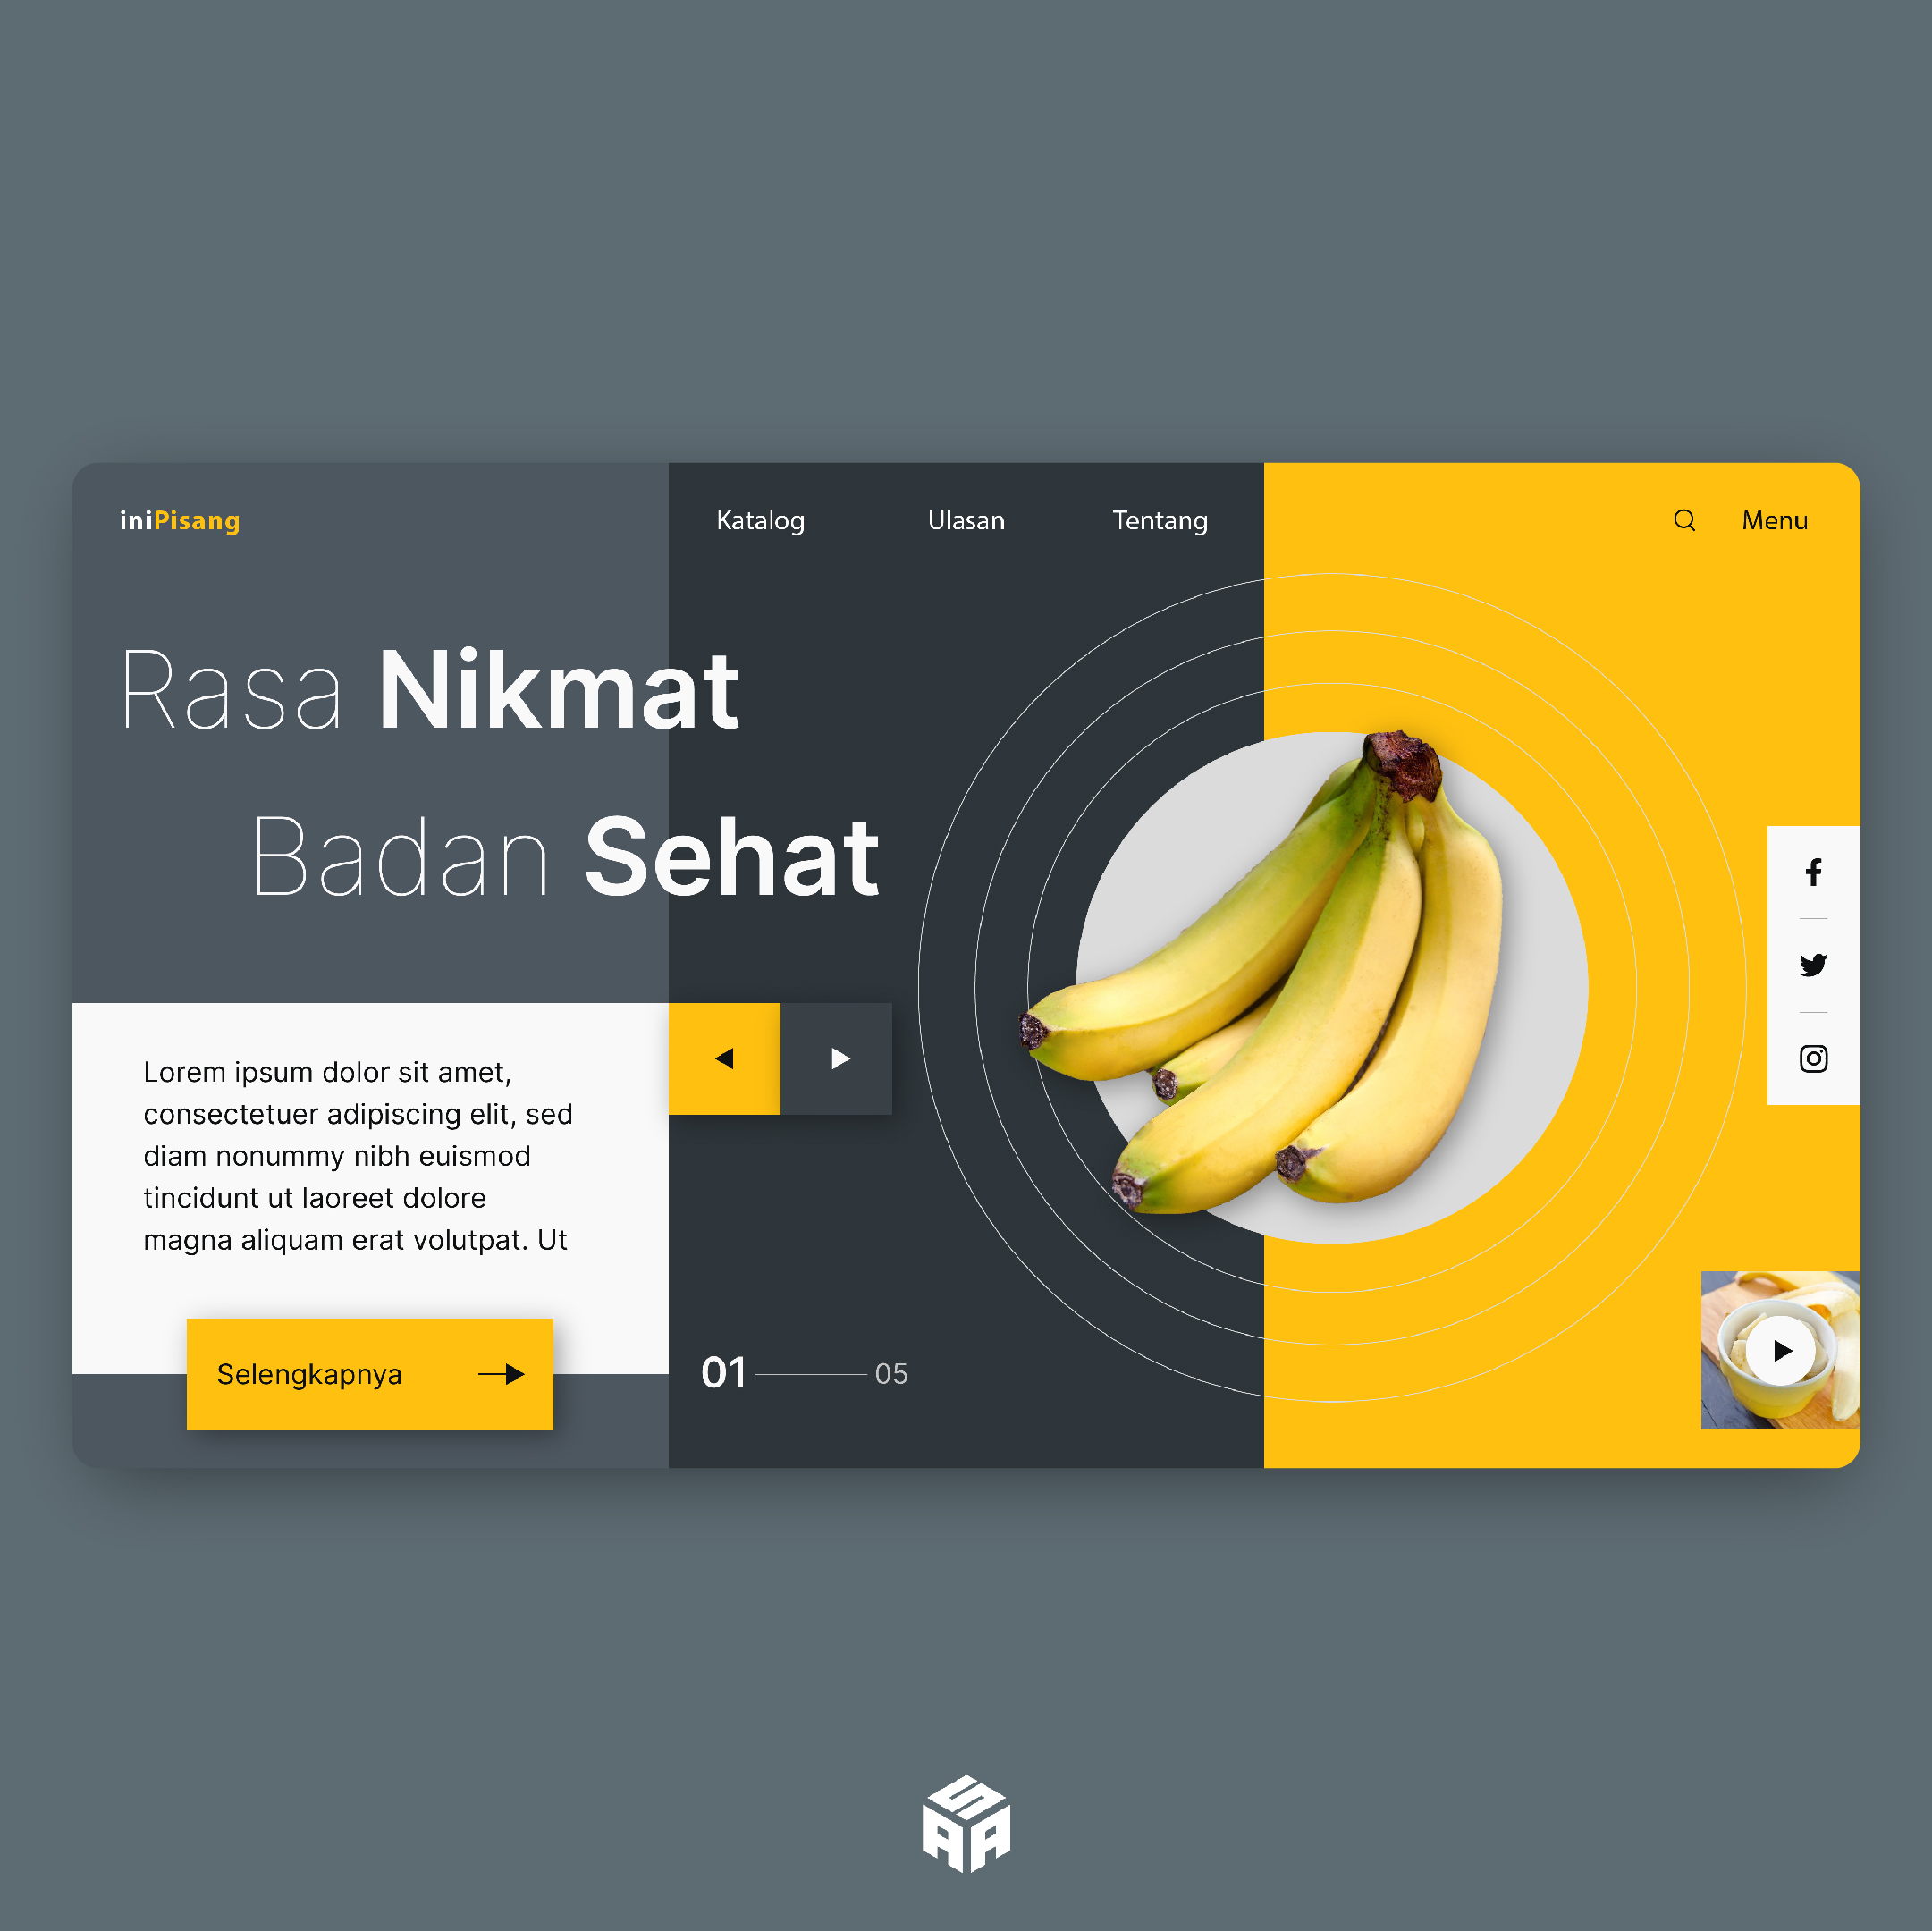 iniPisang
Katalog
Ulasan
Tentang
Menu
Rasa Nikmat
Badan Sehat
Lorem ipsum dolor sit amet,
consectetuer adipiscing elit, sed
diam nonummy nibh euismod
tincidunt ut laoreet dolore
magna aliquam erat volutpat. Ut
Selengkapnya
01
05
SAA